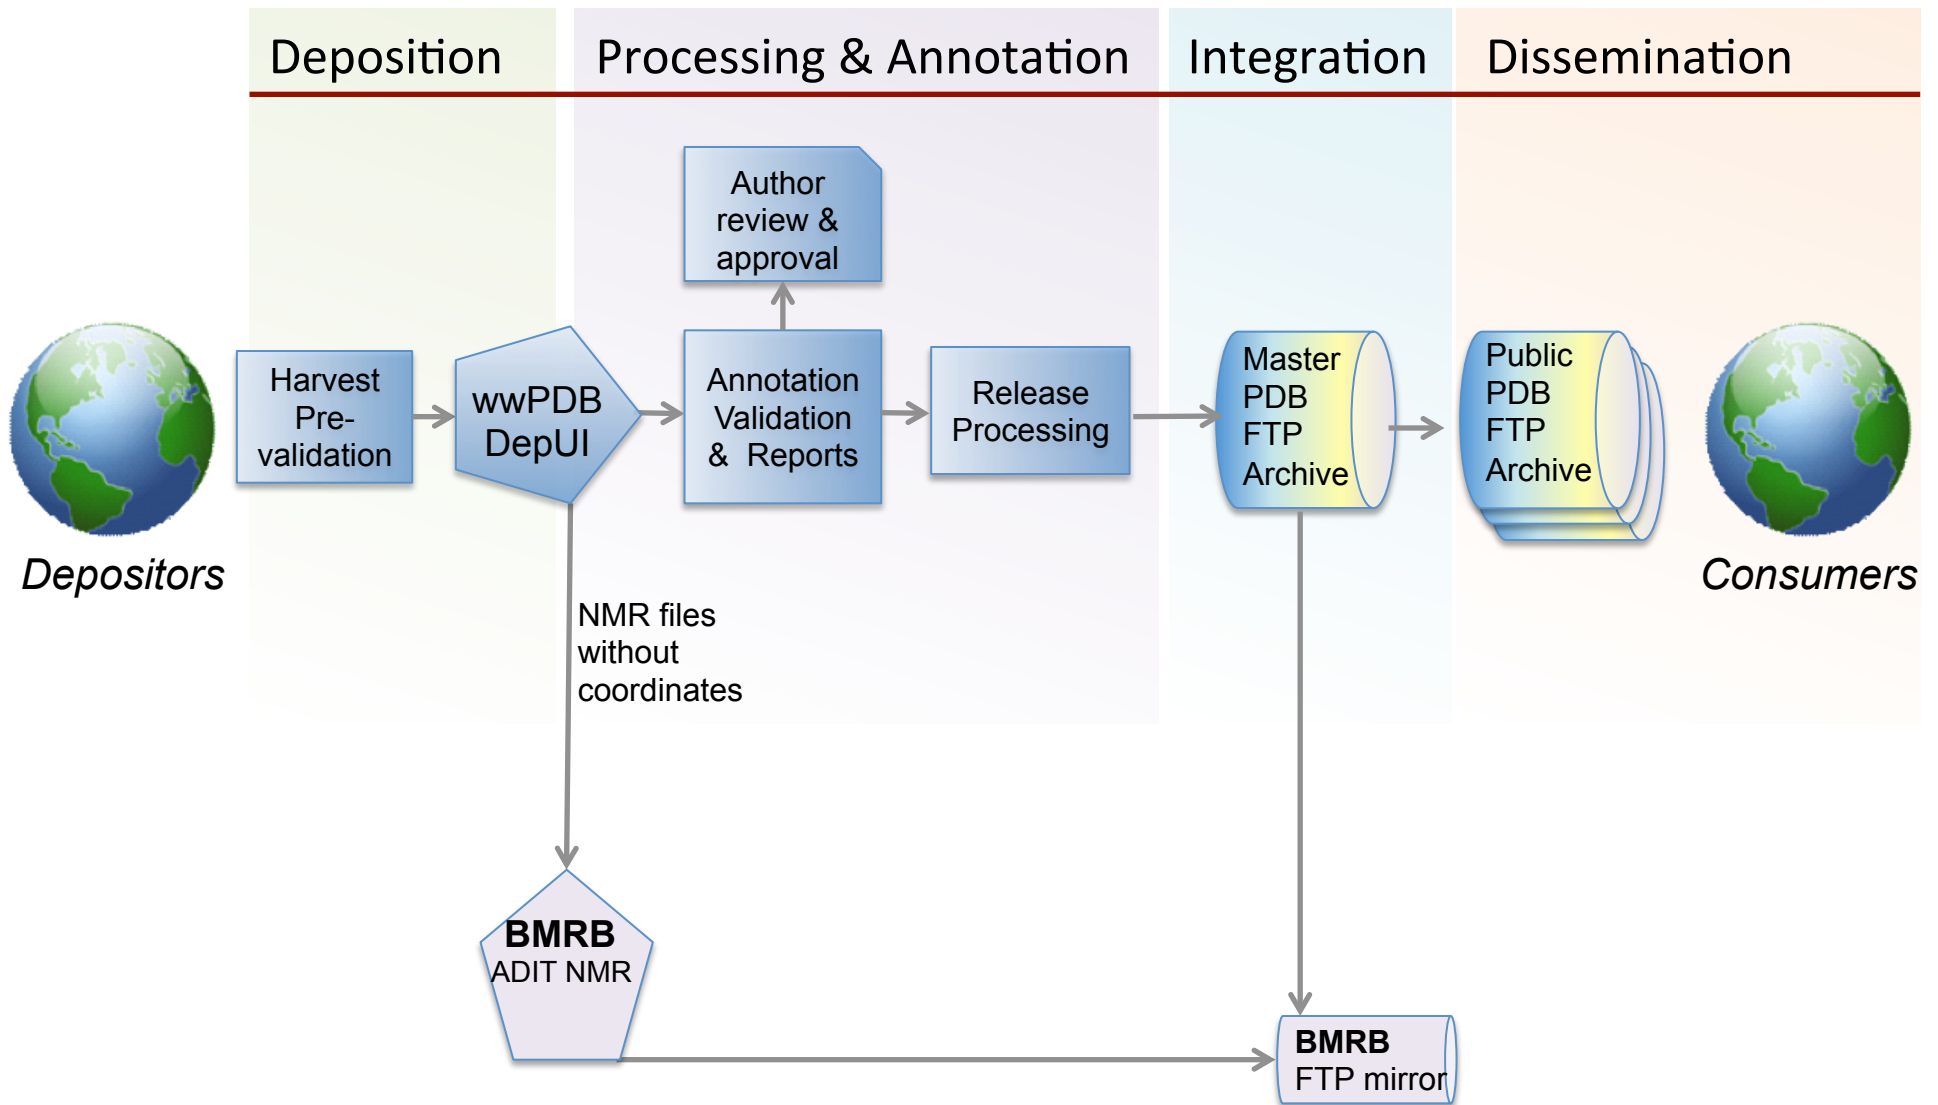 Deposition
Processing & Annotation
Integration
Dissemination
Author
review &
approval
Depositors
Harvest
Pre-
validation
wwPDB
DepUI
Annotation
Validation
& Reports
Release
Processing
Master
PDB
FTP
Archive
Public
PDB
FTP
Archive
Consumers
NMR files
without
coordinates
BMRB
ADIT NMR
BMRB
FTP mirror